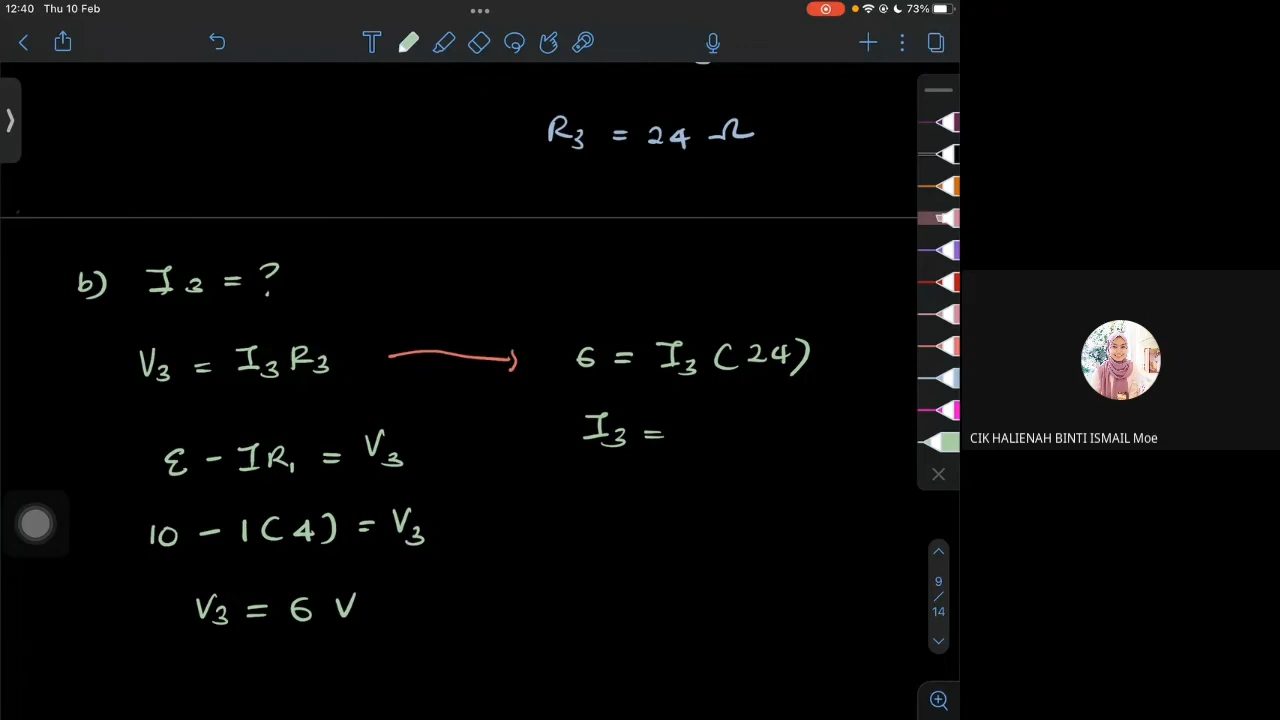 12:40 Thu 10 Feb
73%
T
R₃ = 24 Ω
b) I₃ = ?
V₃ = I₃R₃ → 6 = I₃(24)
I₃ =
ε - IR₁ = V₃
10 - 1(4) = V₃
V₃ = 6 V
9
/
14
CIK HALIENAH BINTI ISMAIL Moe